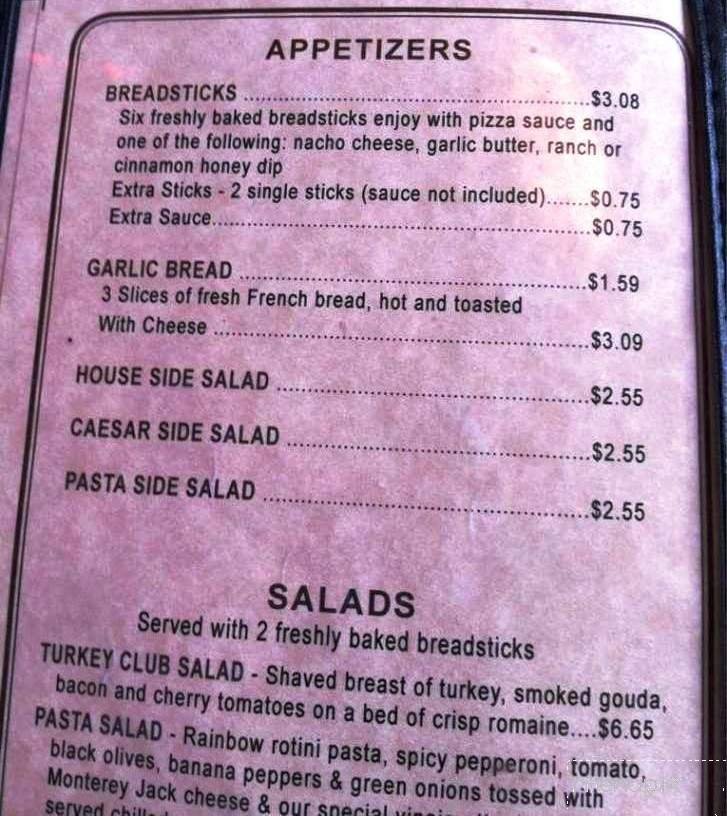 APPETIZERS
BREADSTICKS ........................................................$3.08
Six freshly baked breadsticks enjoy with pizza sauce and
one of the following: nacho cheese, garlic butter, ranch or
cinnamon honey dip
Extra Sticks - 2 single sticks (sauce not included).......$0.75
Extra Sauce..............................................................$0.75
GARLIC BREAD .........................................................$1.59
3 Slices of fresh French bread, hot and toasted
With Cheese .............................................................$3.09
HOUSE SIDE SALAD ..................................................$2.55
CAESAR SIDE SALAD ................................................$2.55
PASTA SIDE SALAD ....................................................$2.55
SALADS
Served with 2 freshly baked breadsticks
TURKEY CLUB SALAD - Shaved breast of turkey, smoked gouda,
bacon and cherry tomatoes on a bed of crisp romaine....$6.65
PASTA SALAD - Rainbow rotini pasta, spicy pepperoni, tomato,
black olives, banana peppers & green onions tossed with
Monterey Jack cheese & our special
served